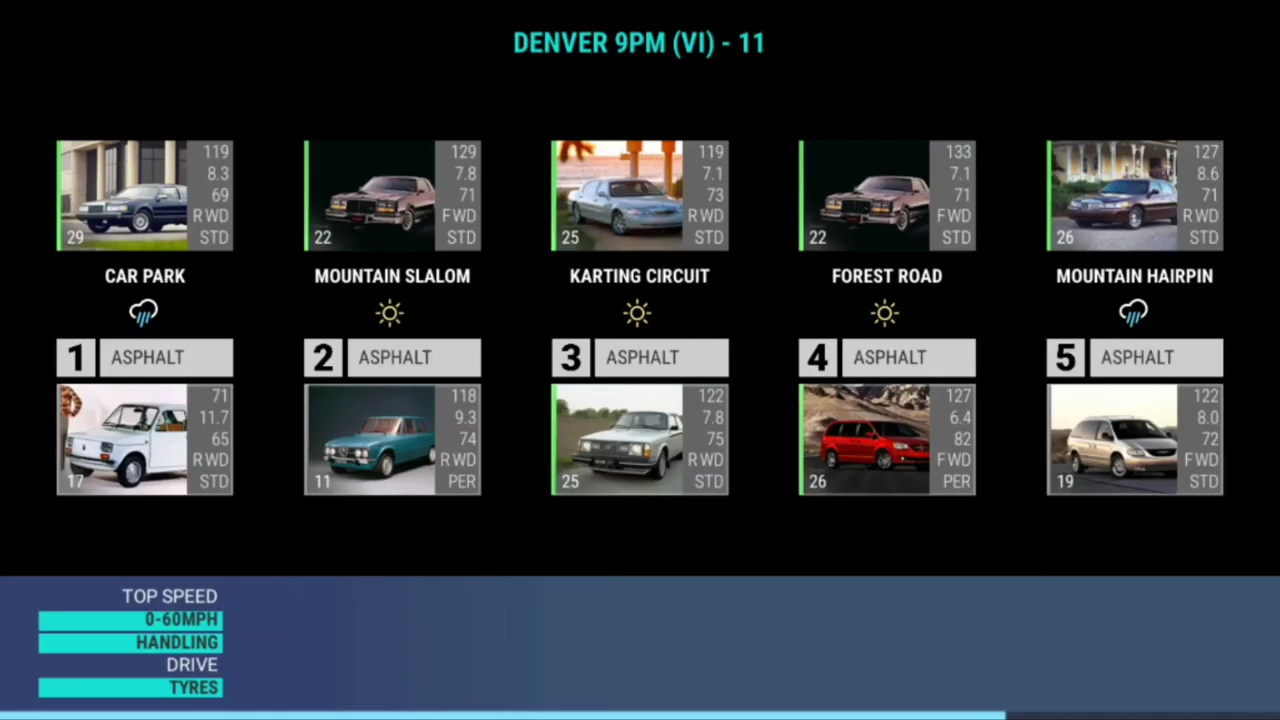 DENVER 9PM (VI) - 11
119
8.3
69
RWD
STD
29
129
7.8
71
FWD
STD
22
119
7.1
73
RWD
STD
25
133
7.1
71
FWD
STD
22
127
8.6
71
RWD
STD
26
CAR PARK
MOUNTAIN SLALOM
KARTING CIRCUIT
FOREST ROAD
MOUNTAIN HAIRPIN
1 ASPHALT
2 ASPHALT
3 ASPHALT
4 ASPHALT
5 ASPHALT
71
11.7
65
RWD
STD
17
118
9.3
74
RWD
PER
11
122
7.8
75
RWD
STD
25
127
6.4
82
FWD
PER
26
122
8.0
72
FWD
STD
19
TOP SPEED
0-60MPH
HANDLING
DRIVE
TYRES